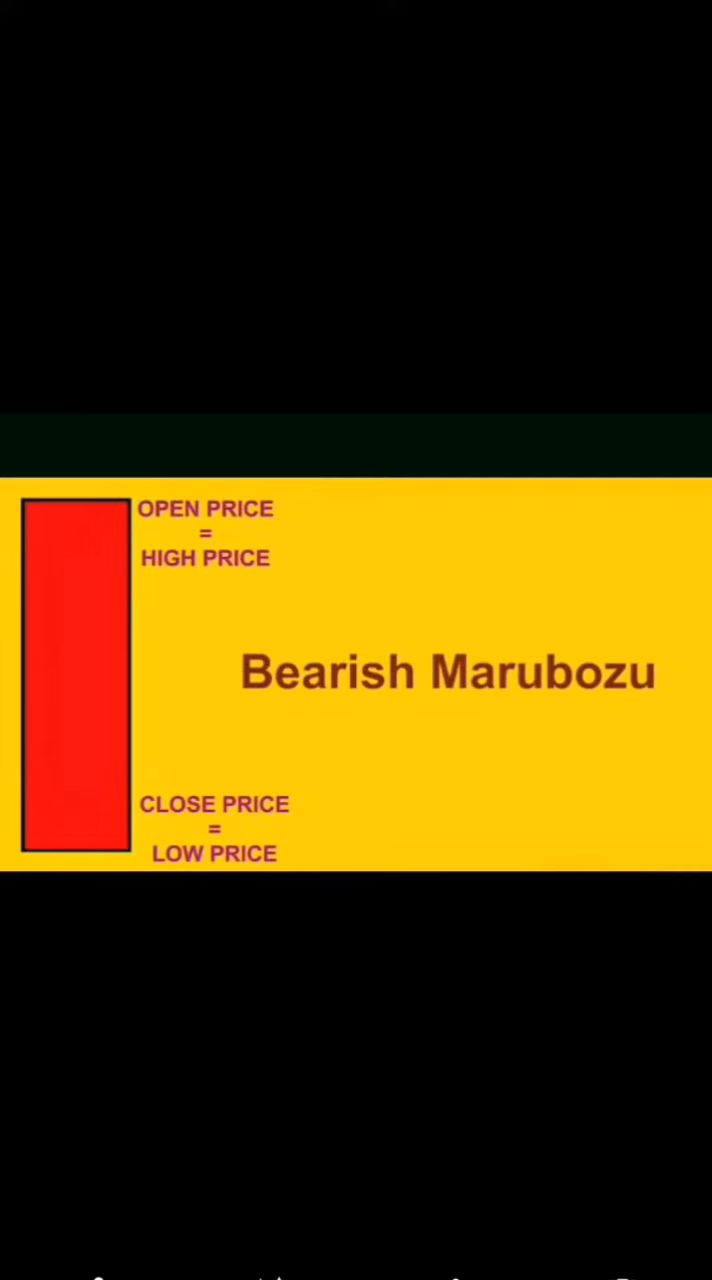 OPEN PRICE
=
HIGH PRICE
Bearish Marubozu
CLOSE PRICE
=
LOW PRICE